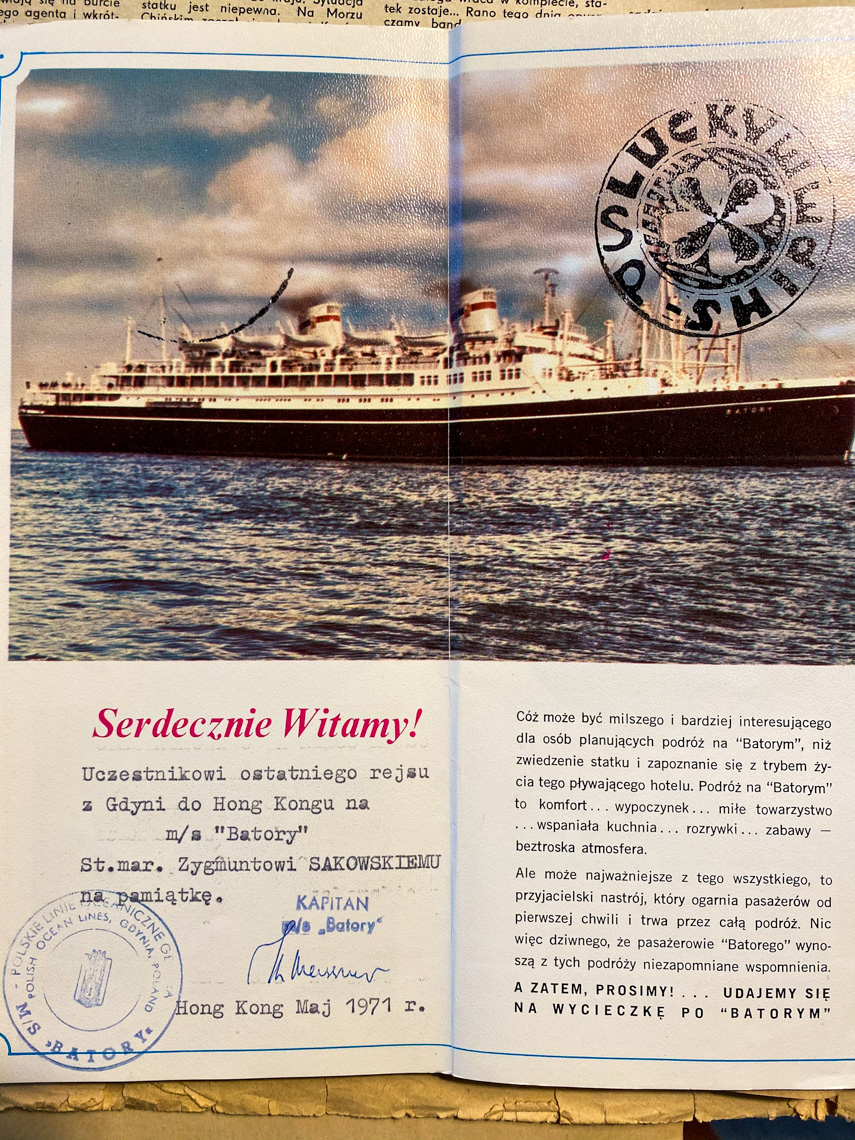 statku jest niepewna. Na Morzu
LUCKY SHIP
BATORY
Serdecznie Witamy!
Uczestnikowi ostatniego rejsu
z Gdyni do Hong Kongu na
m/s "Batory"
St.mar. Zygmuntowi SAKOWSKIEMU
na pamiątkę.
KAPITAN
m/s „Batory”
POLSKIE LINIE OCEANICZNE
POLISH OCEAN LINES, GDYNIA, POLAND
M/S »BATORY«
Hong Kong Maj 1971 r.
Cóż może być milszego i bardziej interesującego
dla osób planujących podróż na “Batorym”, niż
zwiedzenie statku i zapoznanie się z trybem ży-
cia tego pływającego hotelu. Podróż na “Batorym”
to komfort... wypoczynek... miłe towarzystwo
...wspaniała kuchnia... rozrywki... zabawy —
beztroska atmosfera.
Ale może najważniejsze z tego wszystkiego, to
przyjacielski nastrój, który ogarnia pasażerów od
pierwszej chwili i trwa przez całą podróż. Nic
więc dziwnego, że pasażerowie “Batorego” wyno-
szą z tych podróży niezapomniane wspomnienia.
A ZATEM, PROSIMY! ... UDAJEMY SIĘ
NA WYCIECZKĘ PO “BATORYM”